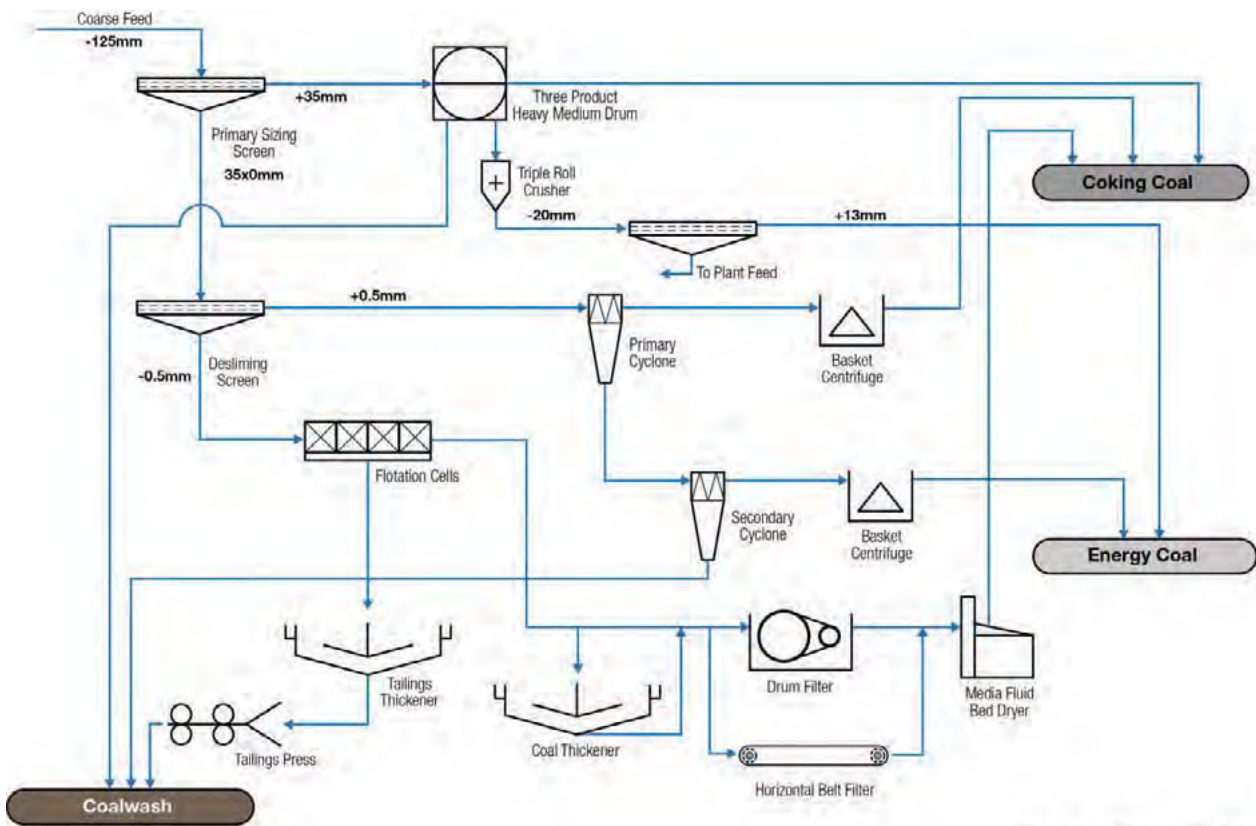 Coarse Feed
-125mm
+35mm
Three Product
Heavy Medium Drum
Primary Sizing
Screen
35x0mm
Triple Roll
Crusher
Coking Coal
-20mm
+13mm
To Plant Feed
+0.5mm
Primary
Cyclone
Basket
Centrifuge
Desliming
Screen
-0.5mm
Flotation Cells
Secondary
Cyclone
Basket
Centrifuge
Energy Coal
Tailings
Thickener
Drum Filter
Media Fluid
Bed Dryer
Tailings Press
Coal Thickener
Horizontal Belt Filter
Coalwash